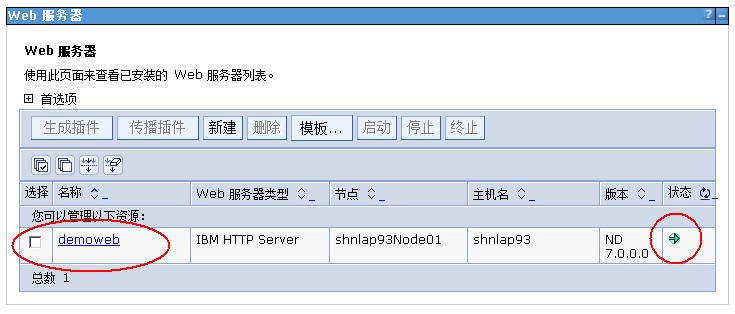 Web 服务器
Web 服务器
使用此页面来查看已安装的 Web 服务器列表。
首选项
生成插件 传播插件 新建 删除 模板... 启动 停止 终止
选择 名称 Web 服务器类型 节点 主机名 版本 状态
您可以管理以下资源：
demoweb IBM HTTP Server shnlap93Node01 shnlap93 ND
7.0.0.0
总数 1